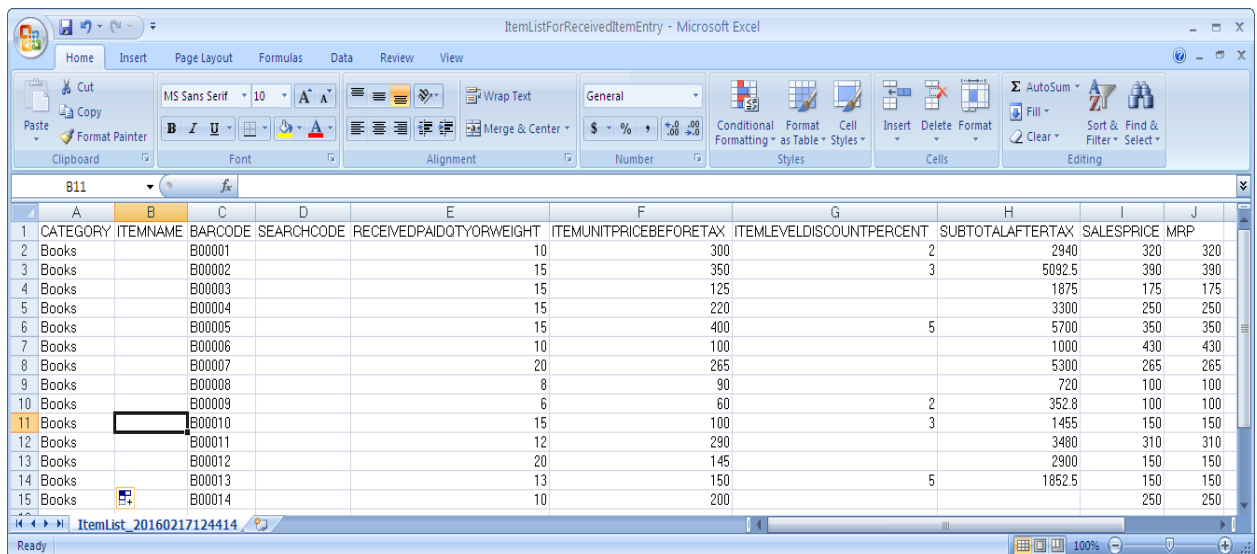 ItemListForReceivedItemEntry - Microsoft Excel
Home Insert Page Layout Formulas Data Review View
Paste
Cut
Copy
Format Painter
Clipboard
MS Sans Serif 10 A A
B I U A
Font
Wrap Text
Merge & Center
Alignment
General
$ % , .0 .00 .00 .0
Number
Conditional Formatting
Format as Table
Cell Styles
Styles
Insert Delete Format
Cells
Σ AutoSum
Fill
Clear
Sort & Filter
Find & Select
Editing
B11 fx
A B C D E F G H I J
1 CATEGORY ITEMNAME BARCODE SEARCHCODE RECEIVEDPAIDQTYORWEIGHT ITEMUNITPRICEBEFORETAX ITEMLEVELDISCOUNTPERCENT SUBTOTALAFTERTAX SALESPRICE MRP
2 Books B00001 10 300 2 2940 320 320
3 Books B00002 15 350 3 5092.5 390 390
4 Books B00003 15 125 1875 175 175
5 Books B00004 15 220 3300 250 250
6 Books B00005 15 400 5 5700 350 350
7 Books B00006 10 100 1000 430 430
8 Books B00007 20 265 5300 265 265
9 Books B00008 8 90 720 100 100
10 Books B00009 6 60 2 352.8 100 100
11 Books B00010 15 100 3 1455 150 150
12 Books B00011 12 290 3480 310 310
13 Books B00012 20 145 2900 150 150
14 Books B00013 13 150 5 1852.5 150 150
15 Books B00014 10 200 250 250
ItemList_20160217124414
Ready 100%